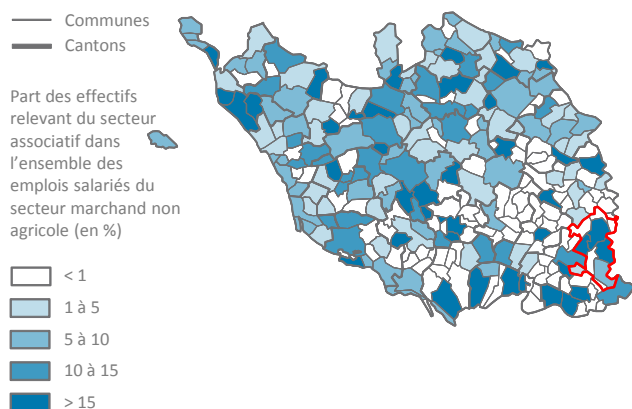 Communes
Cantons
Part des effectifs
relevant du secteur
associatif dans
l’ensemble des
emplois salariés du
secteur marchand non
agricole (en %)
< 1
1 à 5
5 à 10
10 à 15
> 15